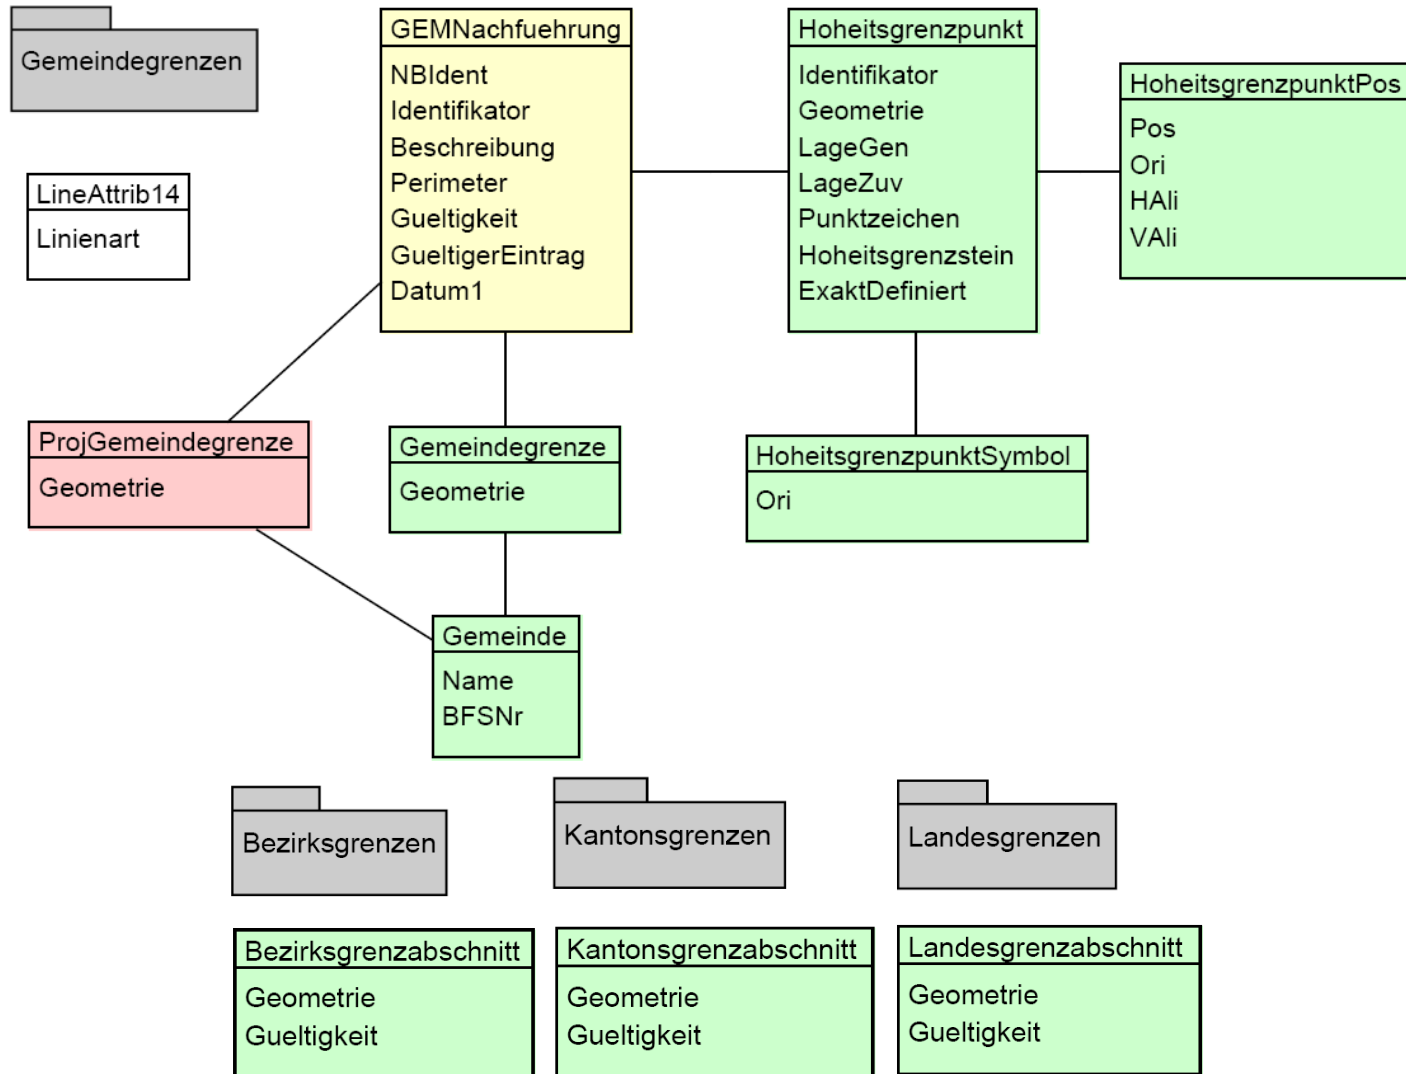 Gemeindegrenzen
LineAttrib14
Linienart
GEMNachfuehrung
NBIdent
Identifikator
Beschreibung
Perimeter
Gueltigkeit
GueltigerEintrag
Datum1
Hoheitsgrenzpunkt
Identifikator
Geometrie
LageGen
LageZuv
Punktzeichen
Hoheitsgrenzstein
ExaktDefiniert
HoheitsgrenzpunktPos
Pos
Ori
HAli
VAli
ProjGemeindegrenze
Geometrie
Gemeindegrenze
Geometrie
HoheitsgrenzpunktSymbol
Ori
Gemeinde
Name
BFSNr
Bezirksgrenzen
Kantonsgrenzen
Landesgrenzen
Bezirksgrenzabschnitt
Geometrie
Gueltigkeit
Kantonsgrenzabschnitt
Geometrie
Gueltigkeit
Landesgrenzabschnitt
Geometrie
Gueltigkeit